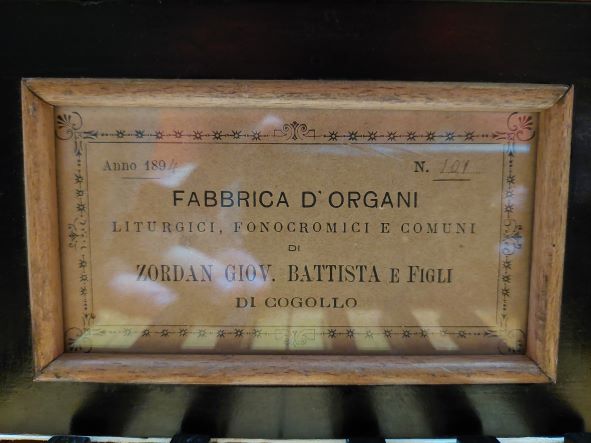 Anno 1894 N. 101
FABBRICA D'ORGANI
LITURGICI, FONOCROMICI E COMUNI
DI
ZORDAN GIOV. BATTISTA E FIGLI
DI COGOLLO